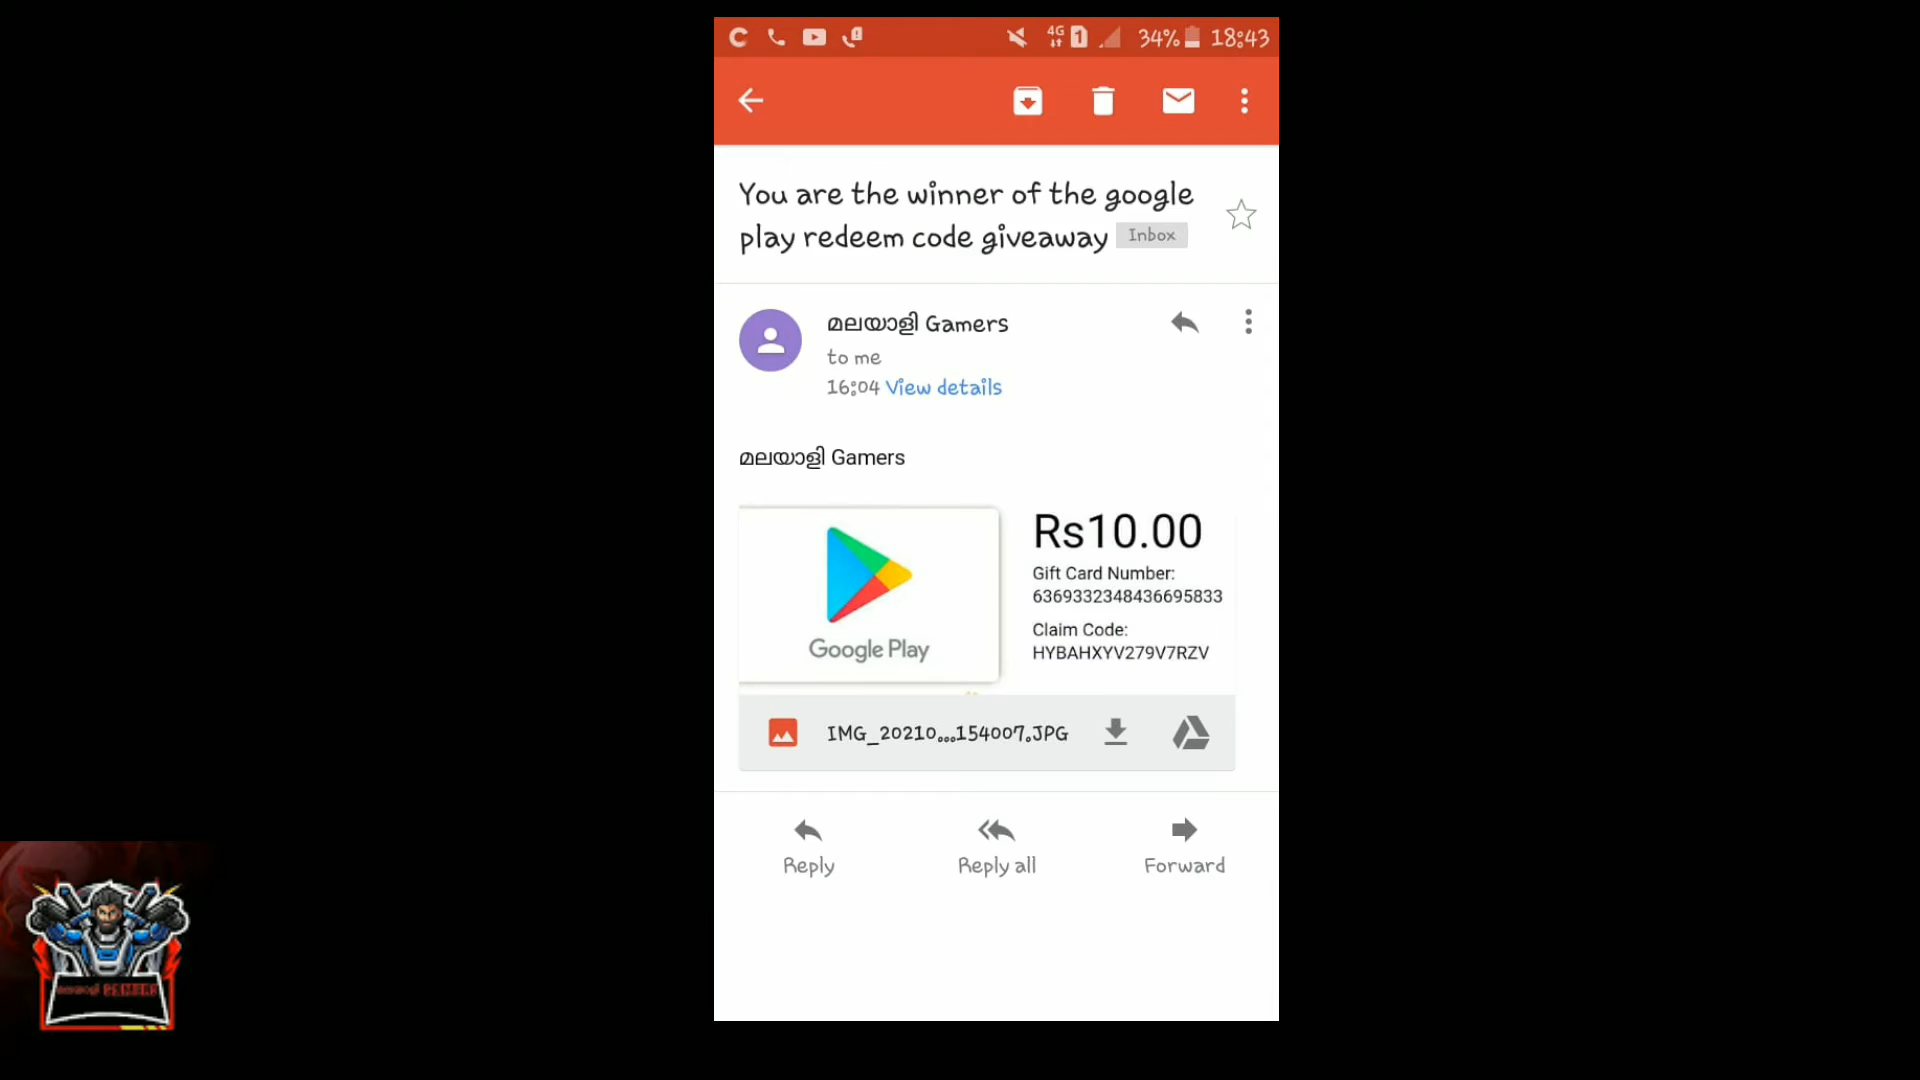 34% 18:43
4G
1
You are the winner of the google
play redeem code giveaway Inbox
മലയാളി Gamers
to me
16:04 View details
മലയാളി Gamers
Rs10.00
Gift Card Number:
6369332348436695833
Claim Code:
HYBAHXYV279V7RZV
Google Play
IMG_20210...154007.JPG
Reply Reply all Forward